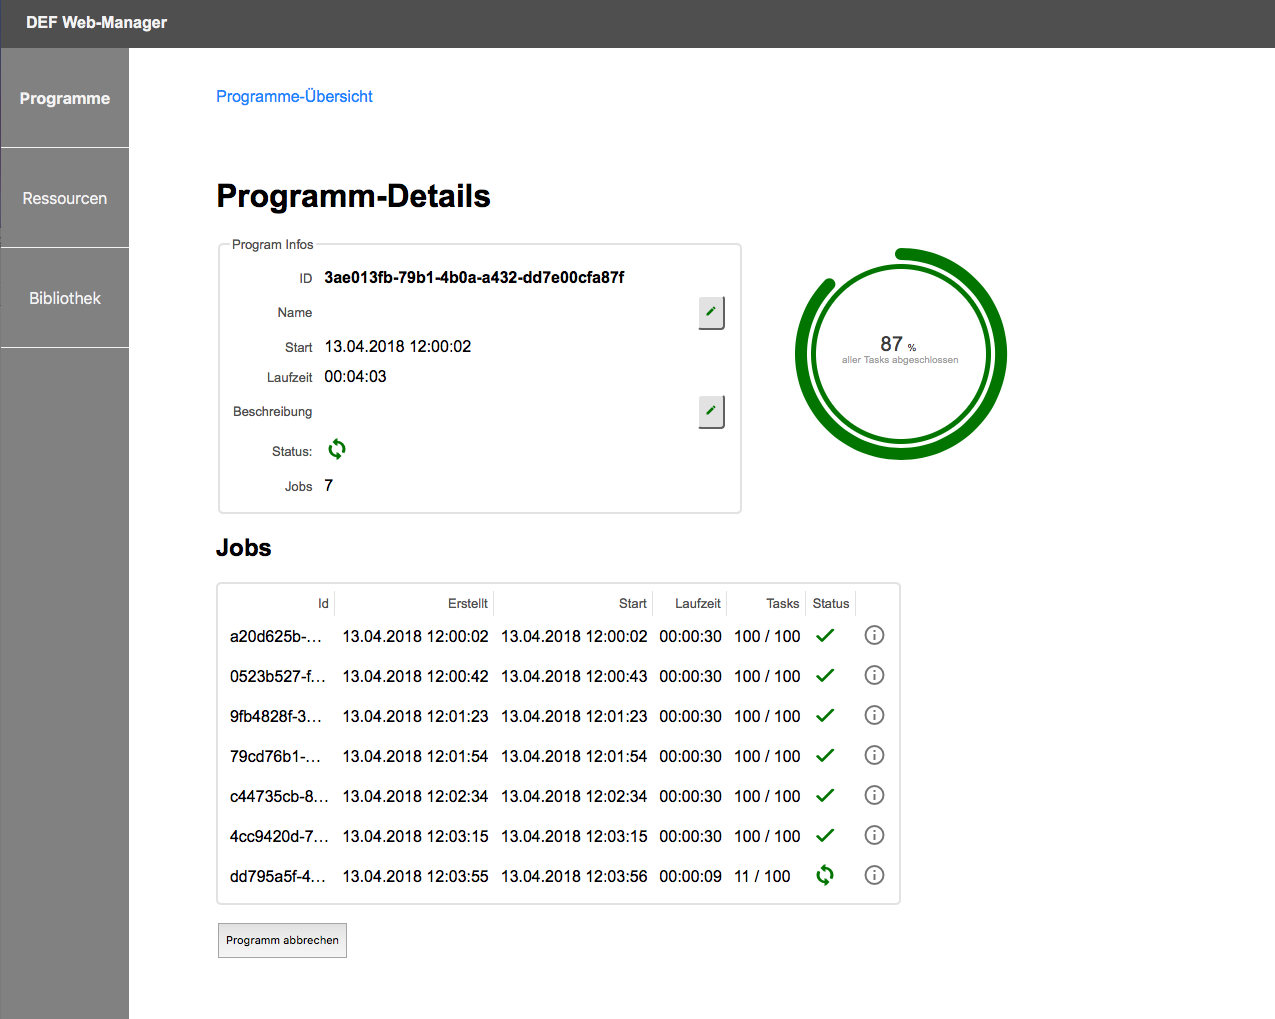 DEF Web-Manager
Programme
Ressourcen
Bibliothek
Programme-Übersicht
Programm-Details
Program Infos
ID 3ae013fb-79b1-4b0a-a432-dd7e00cfa87f
Name
Start 13.04.2018 12:00:02
Laufzeit 00:04:03
Beschreibung
Status:
Jobs 7
87 %
aller Tasks abgeschlossen
Jobs
Id Erstellt Start Laufzeit Tasks Status
a20d625b-... 13.04.2018 12:00:02 13.04.2018 12:00:02 00:00:30 100 / 100
0523b527-f... 13.04.2018 12:00:42 13.04.2018 12:00:43 00:00:30 100 / 100
9fb4828f-3... 13.04.2018 12:01:23 13.04.2018 12:01:23 00:00:30 100 / 100
79cd76b1-... 13.04.2018 12:01:54 13.04.2018 12:01:54 00:00:30 100 / 100
c44735cb-8... 13.04.2018 12:02:34 13.04.2018 12:02:34 00:00:30 100 / 100
4cc9420d-7... 13.04.2018 12:03:15 13.04.2018 12:03:15 00:00:30 100 / 100
dd795a5f-4... 13.04.2018 12:03:55 13.04.2018 12:03:56 00:00:09 11 / 100
Programm abbrechen